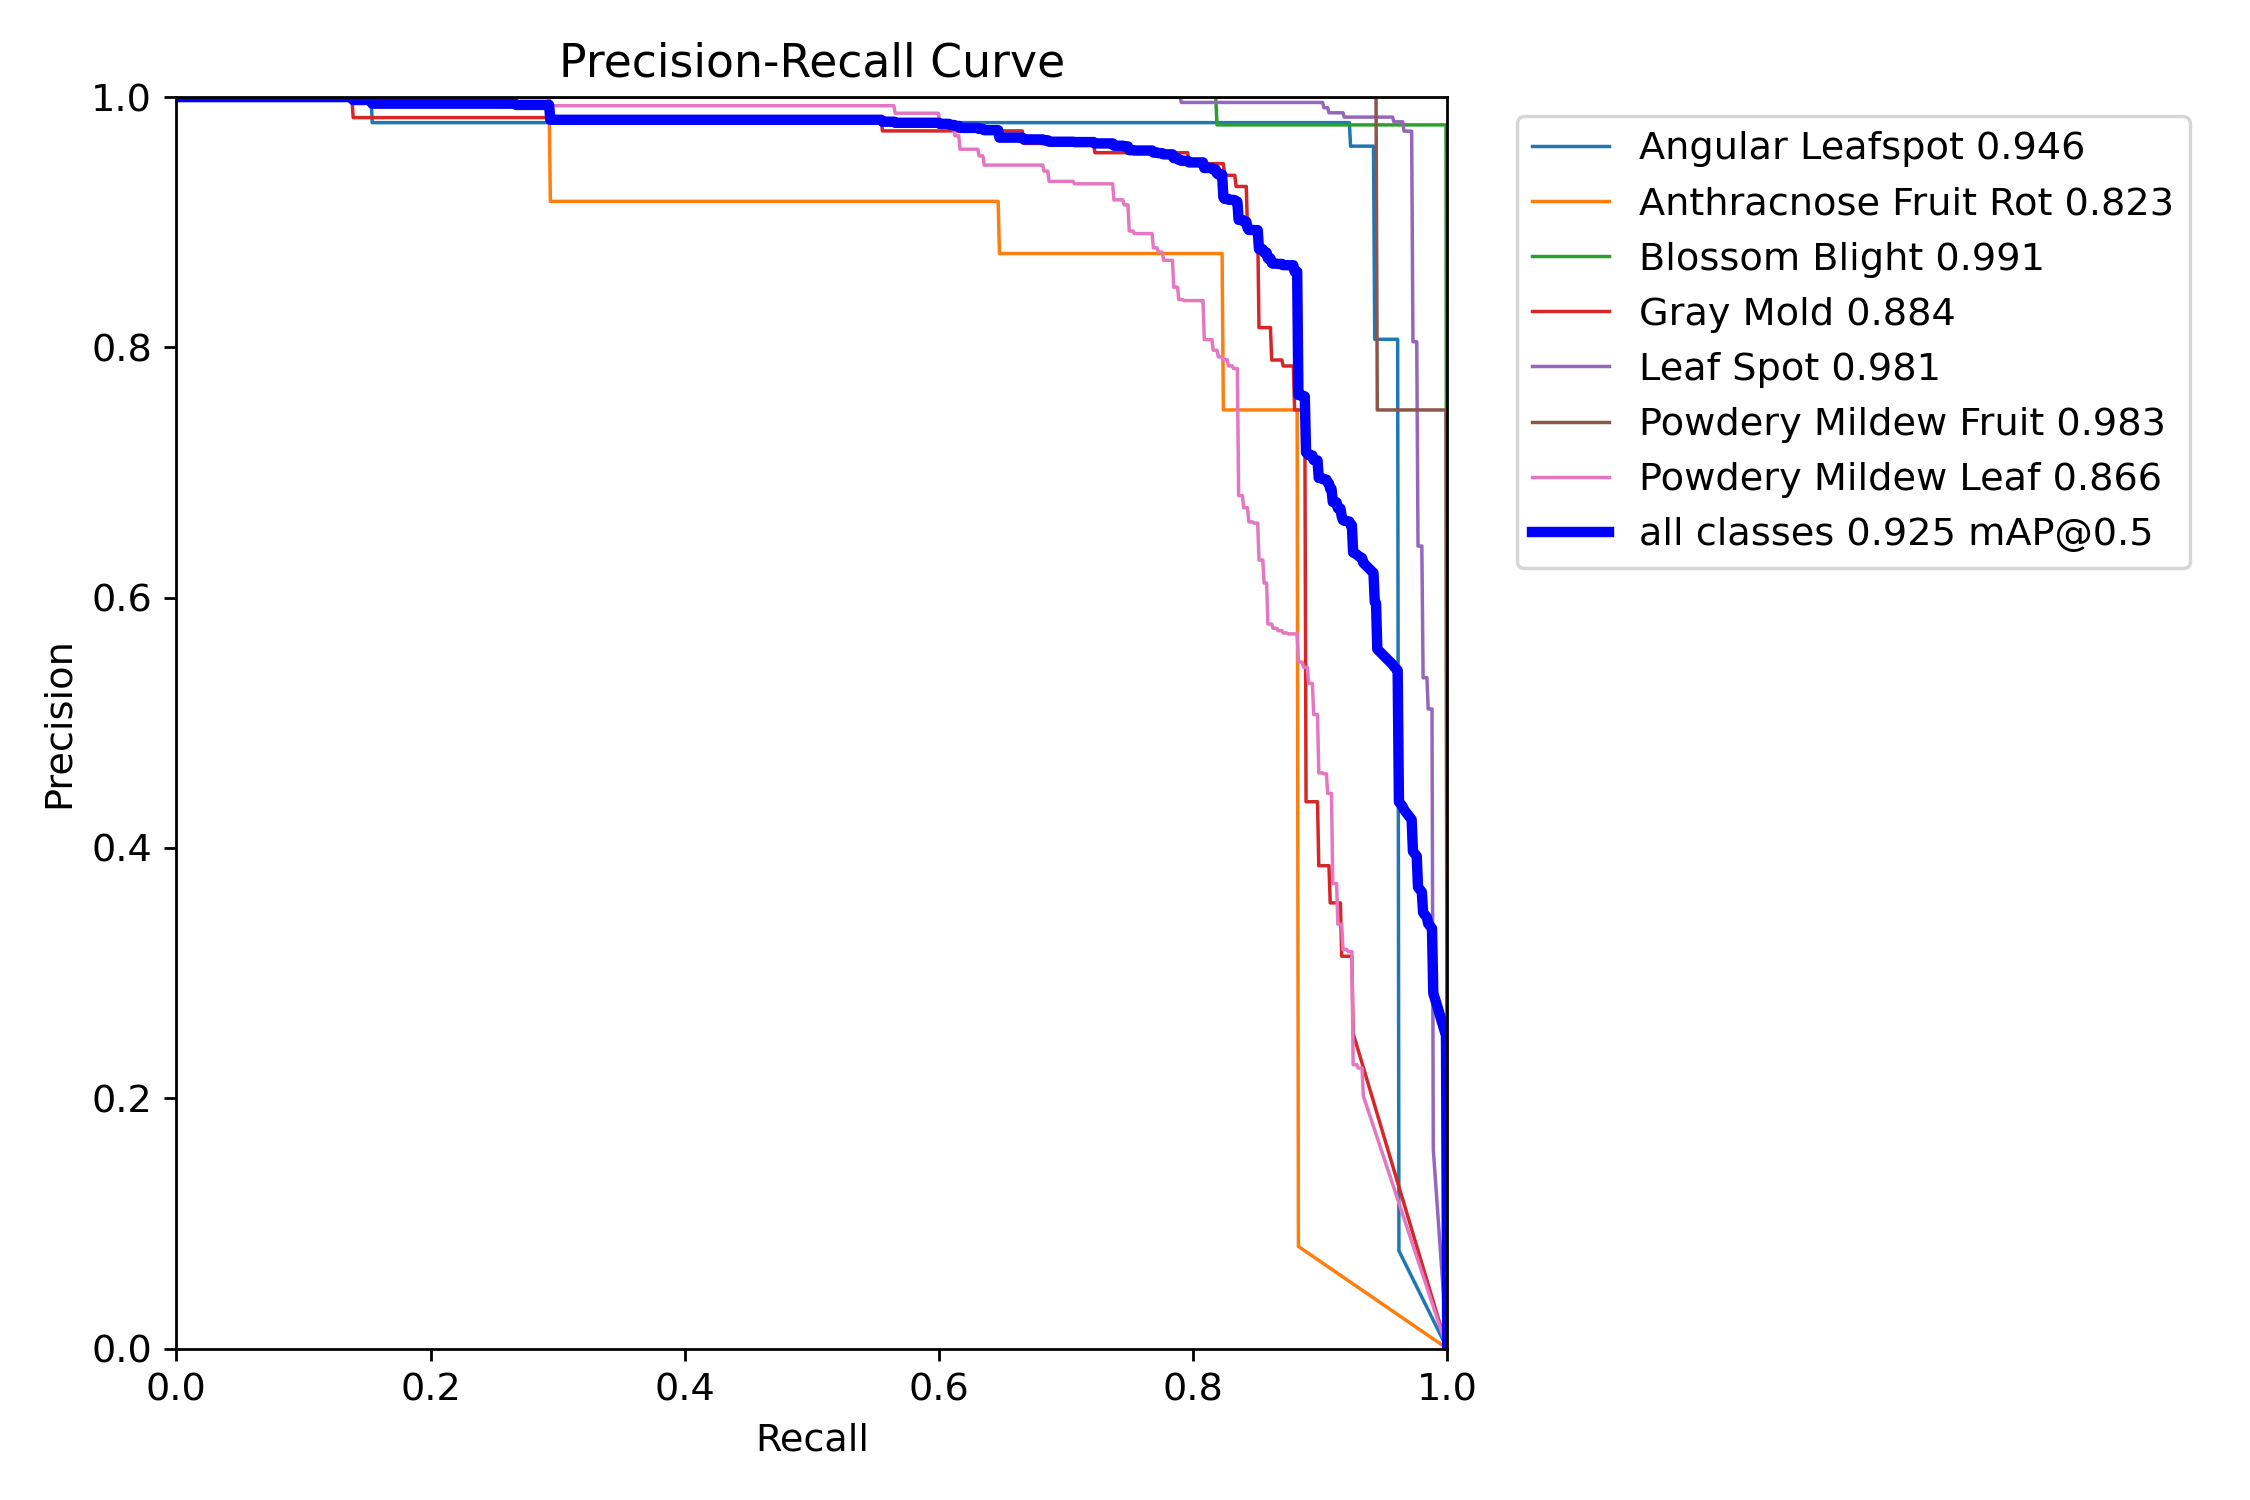 Precision-Recall Curve
1.0
0.8
0.6
0.4
0.2
0.0
Precision
0.0 0.2 0.4 0.6 0.8 1.0
Recall
Angular Leafspot 0.946
Anthracnose Fruit Rot 0.823
Blossom Blight 0.991
Gray Mold 0.884
Leaf Spot 0.981
Powdery Mildew Fruit 0.983
Powdery Mildew Leaf 0.866
all classes 0.925 mAP@0.5